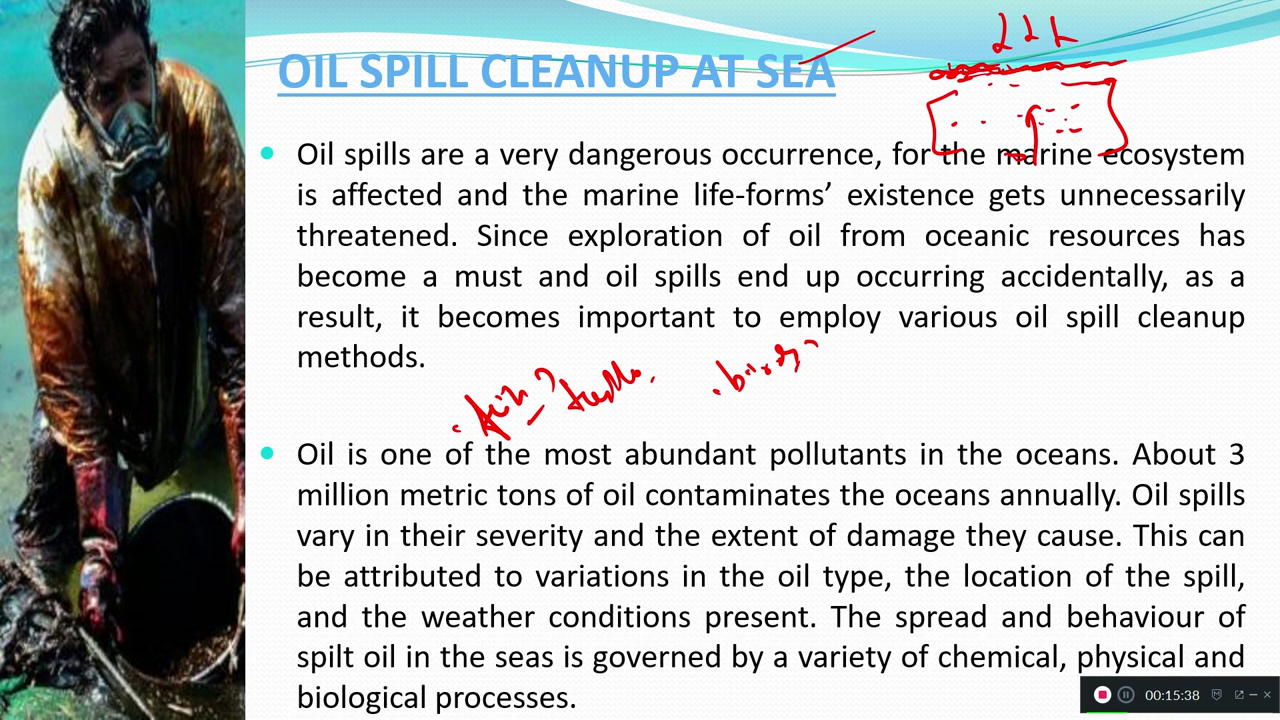 OIL SPILL CLEANUP AT SEA
Oil spills are a very dangerous occurrence, for the marine ecosystem
is affected and the marine life-forms’ existence gets unnecessarily
threatened. Since exploration of oil from oceanic resources has
become a must and oil spills end up occurring accidentally, as a
result, it becomes important to employ various oil spill cleanup
methods.
birds
Oil is one of the most abundant pollutants in the oceans. About 3
million metric tons of oil contaminates the oceans annually. Oil spills
vary in their severity and the extent of damage they cause. This can
be attributed to variations in the oil type, the location of the spill,
and the weather conditions present. The spread and behaviour of
spilt oil in the seas is governed by a variety of chemical, physical and
biological processes.
00:15:38